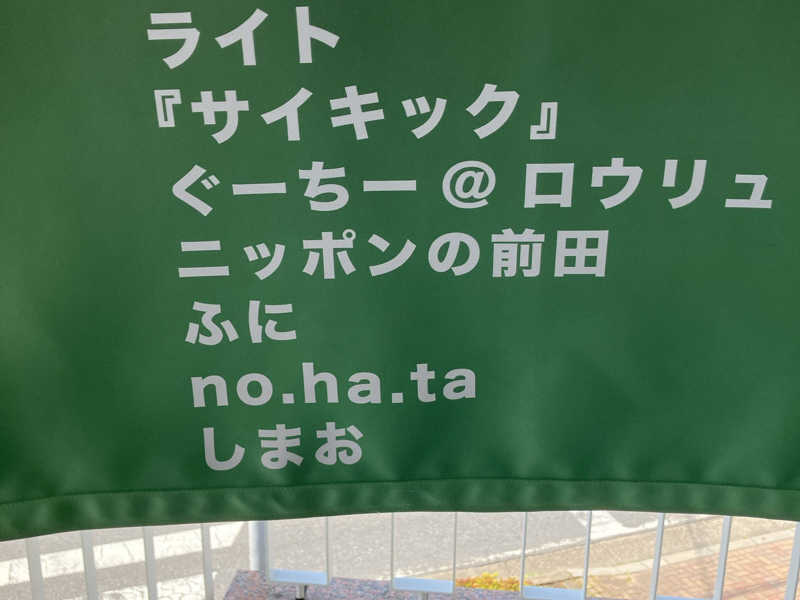 ライト
『サイキック』
ぐーちー@ロウリュ
ニッポンの前田
ふに
no.ha.ta
しまお